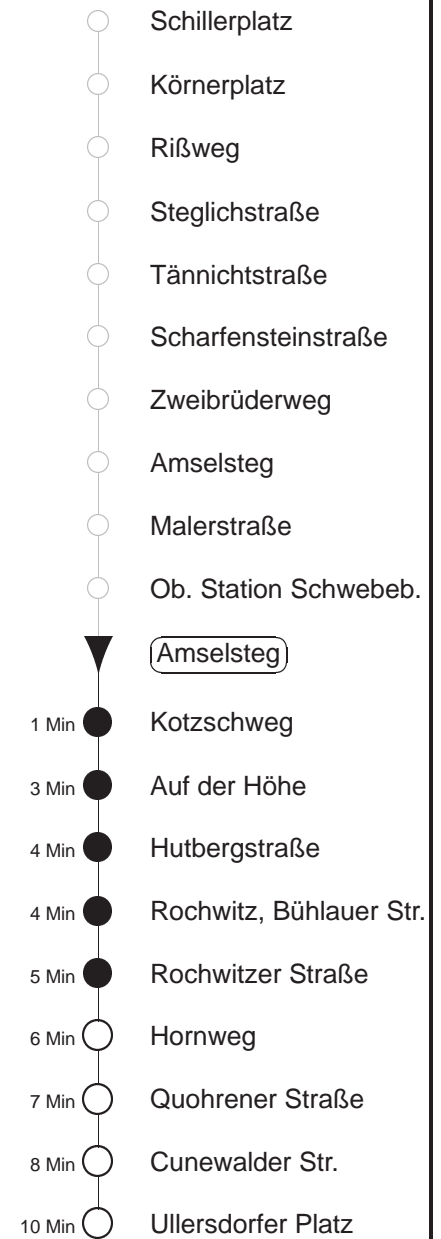 Schillerplatz
Körnerplatz
Rißweg
Steglichstraße
Tännichtstraße
Scharfensteinstraße
Zweibrüderweg
Amselsteg
Malerstraße
Ob. Station Schwebeb.
Amselsteg
1 Min Kotzschweg
3 Min Auf der Höhe
4 Min Hutbergstraße
4 Min Rochwitz, Bühlauer Str.
5 Min Rochwitzer Straße
6 Min Hornweg
7 Min Quohrener Straße
8 Min Cunewalder Str.
10 Min Ullersdorfer Platz